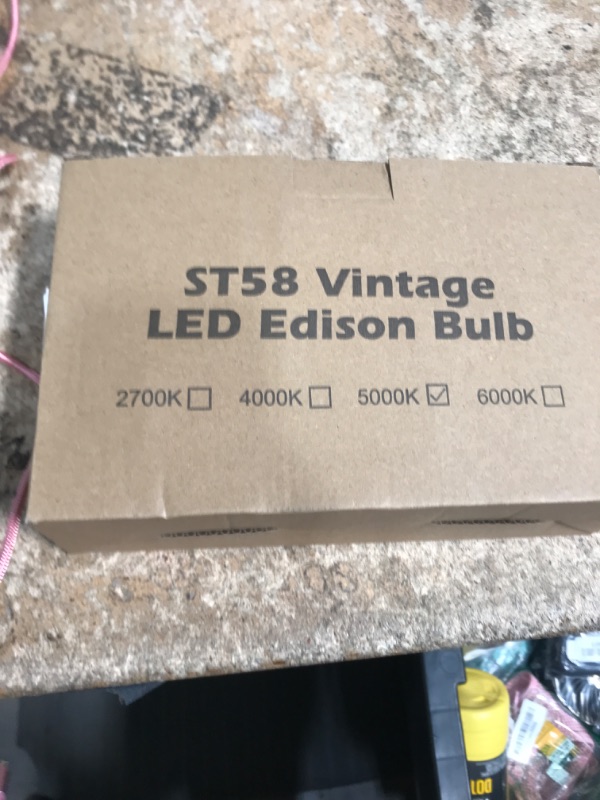 ST58 Vintage
LED Edison Bulb
2700K☐ 4000K☐ 5000K☑ 6000K☐